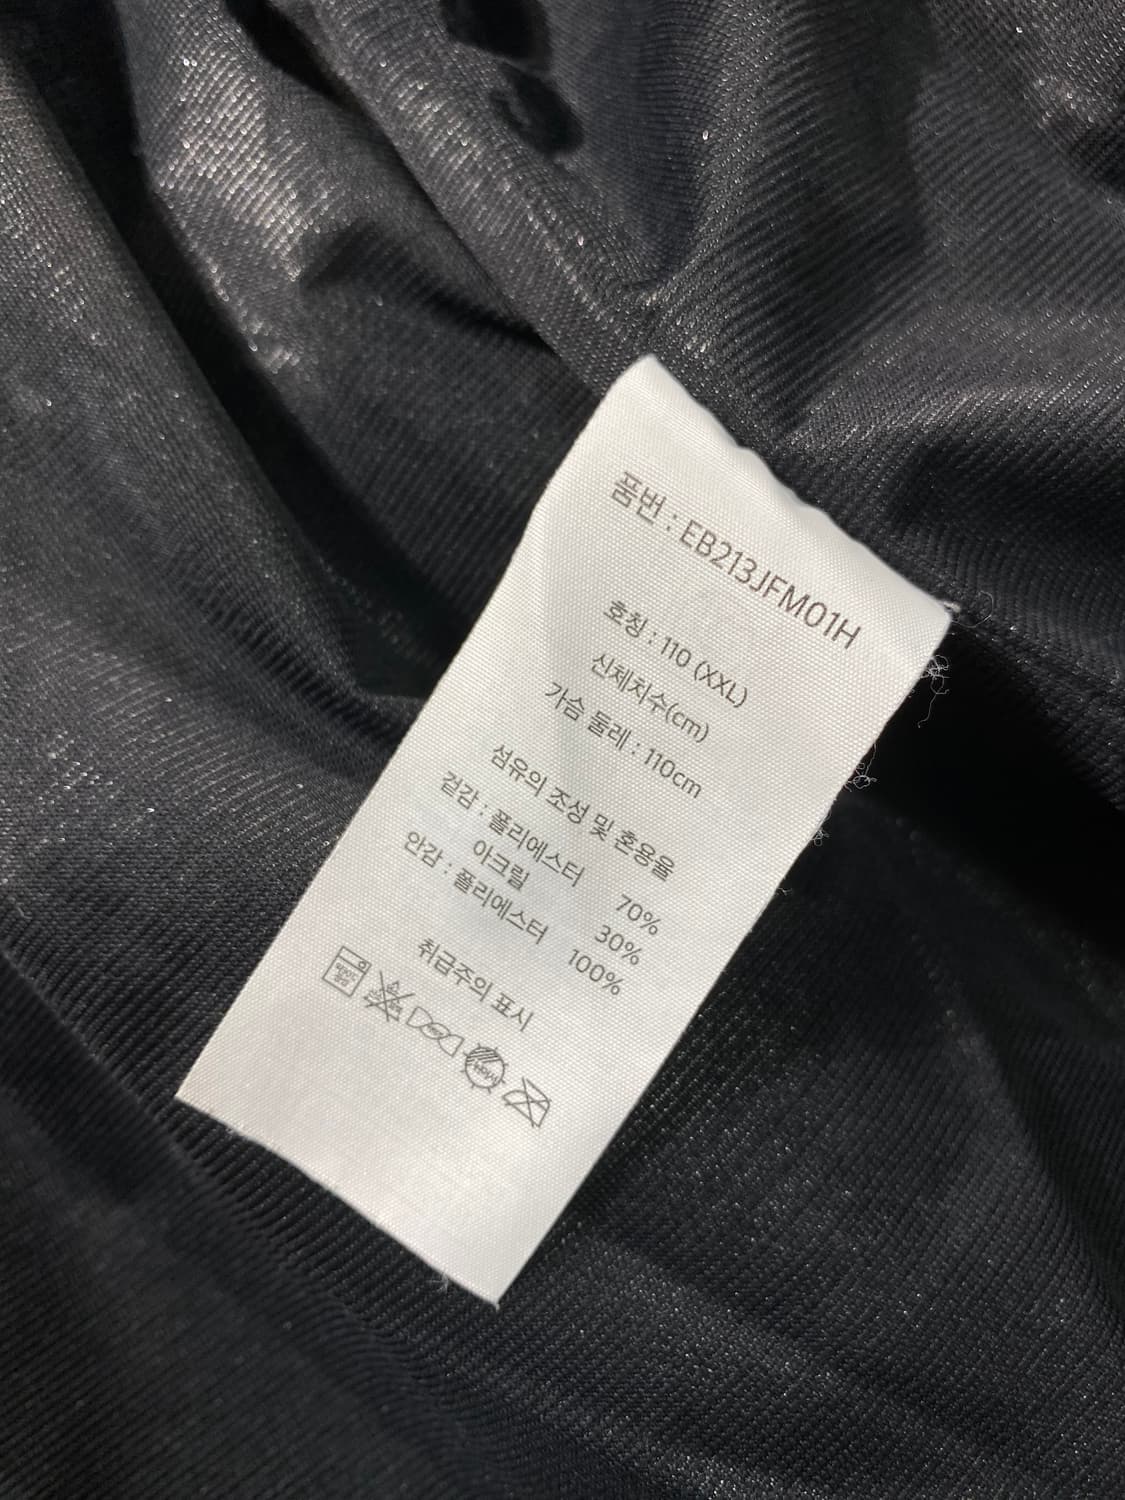 품번 : EB213JFM01H
호칭 : 110 (XXL)
신체치수(cm)
가슴 둘레 : 110cm
섬유의 조성 및 혼용율
겉감 : 폴리에스터 70%
아크릴 30%
안감 : 폴리에스터 100%
취급주의 표시